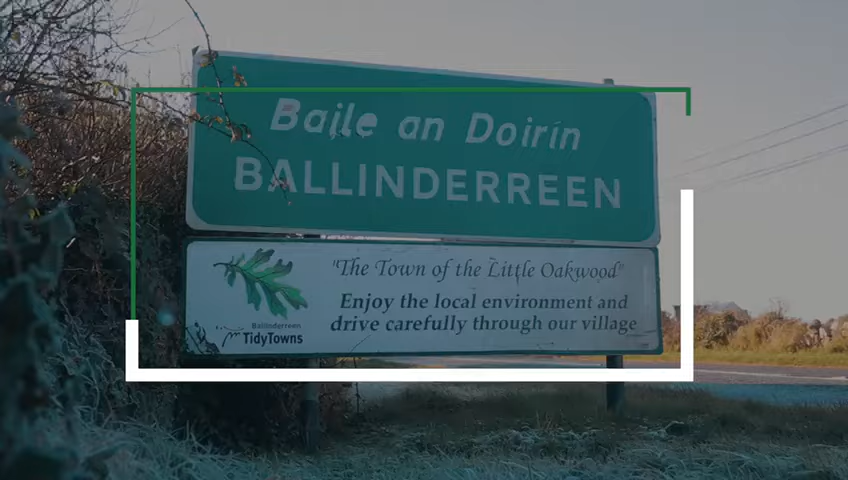 Baile an Doirín
BALLINDERREEN
"The Town of the Little Oakwood"
Enjoy the local environment and
drive carefully through our village
Ballinderreen
TidyTowns